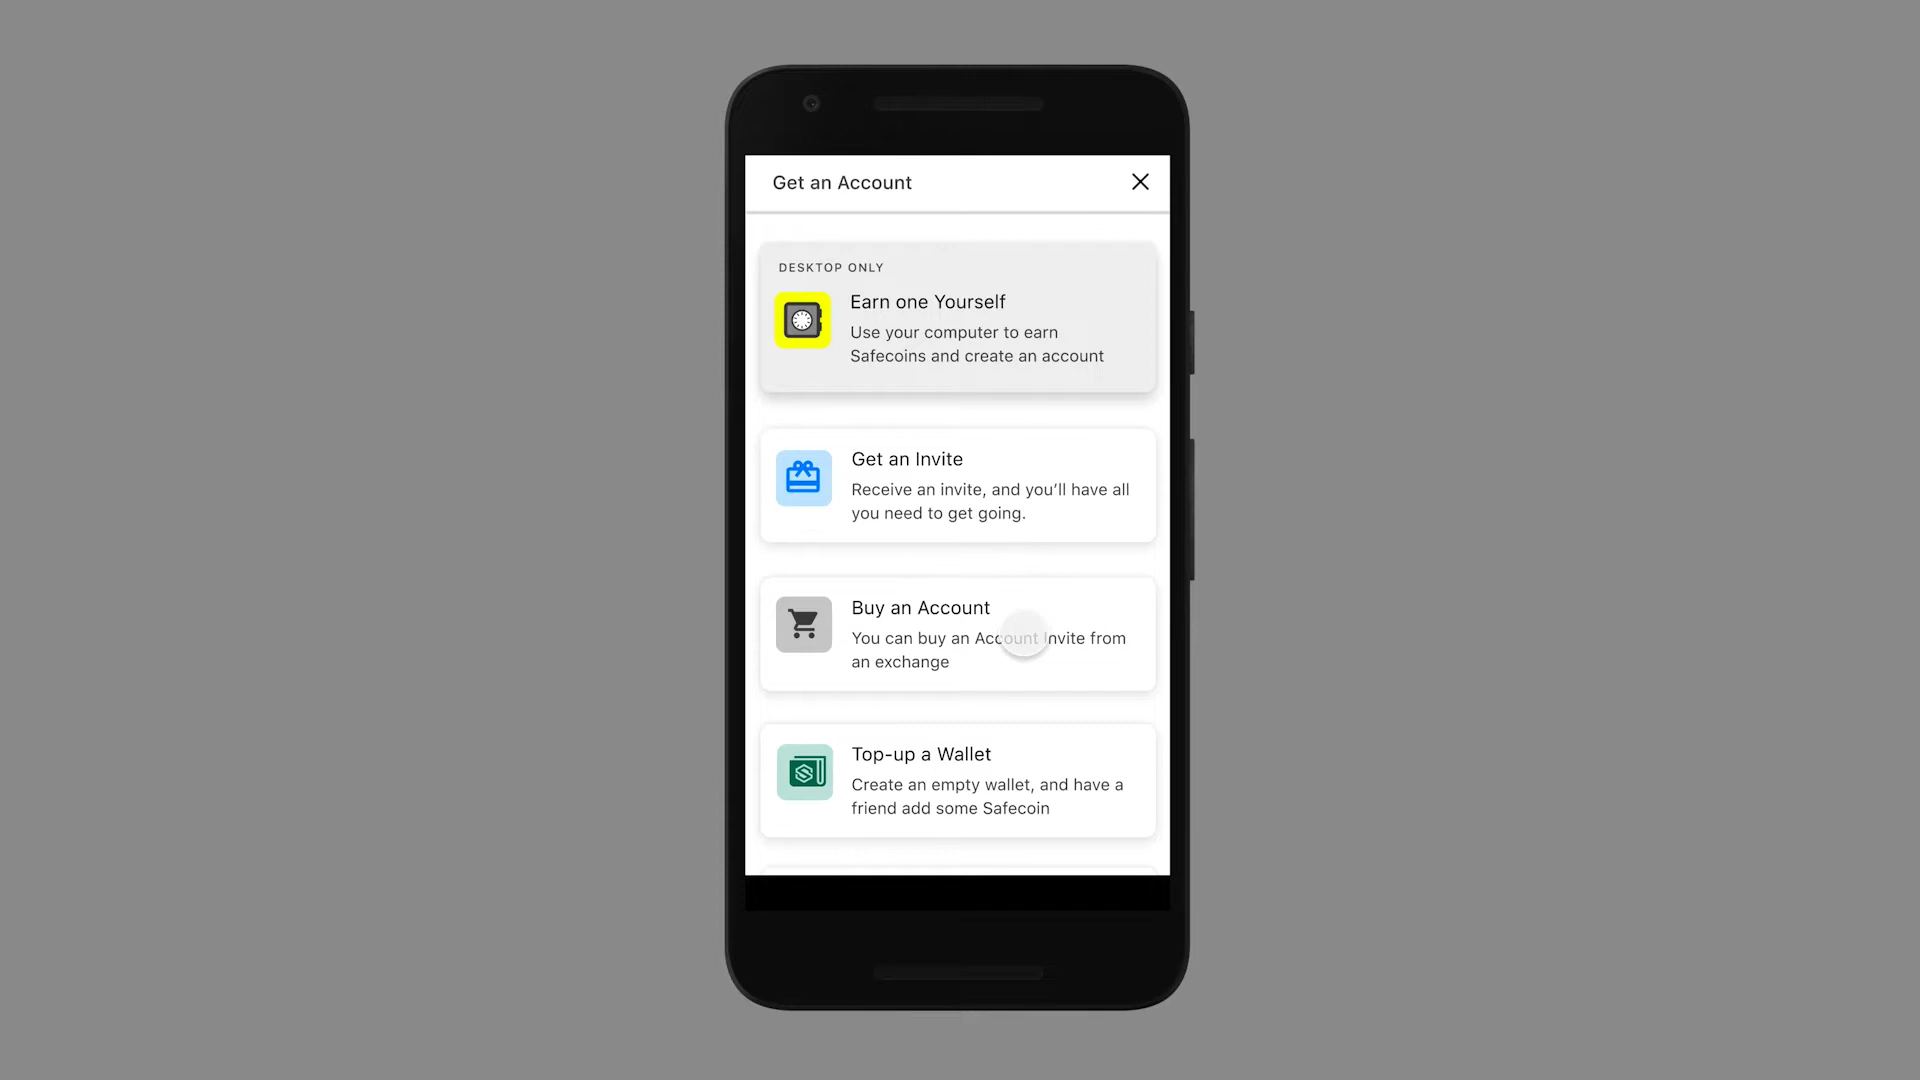 Get an Account
DESKTOP ONLY
Earn one Yourself
Use your computer to earn
Safecoins and create an account
Get an Invite
Receive an invite, and you’ll have all
you need to get going.
Buy an Account
You can buy an Account Invite from
an exchange
Top-up a Wallet
Create an empty wallet, and have a
friend add some Safecoin